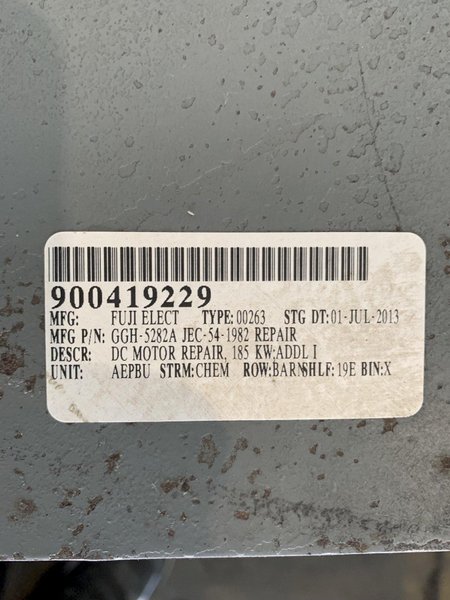 900419229
MFG: FUJI ELECT TYPE: 00263 STG DT: 01-JUL-2013
MFG P/N: GGH-5282A JEC-54-1982 REPAIR
DESCR: DC MOTOR REPAIR, 185 KW:ADDL I
UNIT: AEPBU STRM:CHEM ROW:BARNSHLF: 19E BIN:X